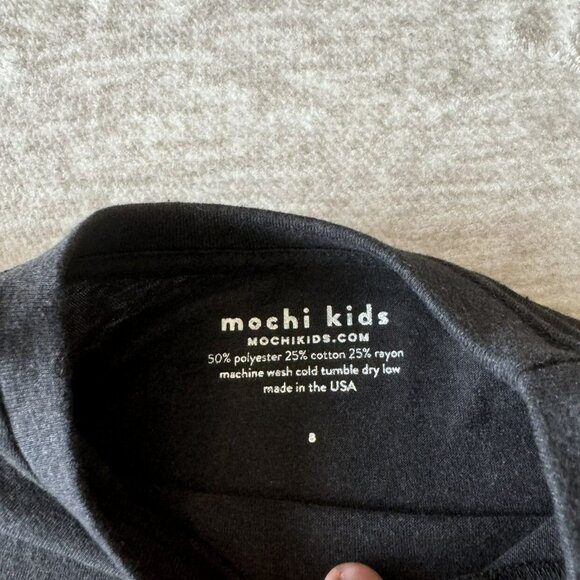 mochi kids
MOCHIKIDS.COM
50% polyester 25% cotton 25% rayon
machine wash cold tumble dry low
made in the USA
8